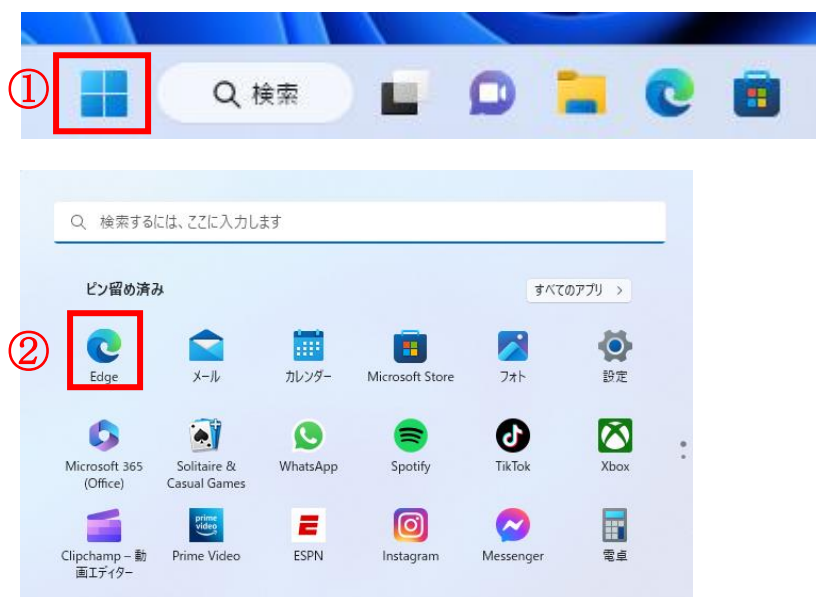 ①
検索
検索するには、ここに入力します
ピン留め済み
すべてのアプリ >
②
Edge
メール
カレンダー
Microsoft Store
フォト
設定
Microsoft 365
(Office)
Solitaire &
Casual Games
WhatsApp
Spotify
TikTok
Xbox
prime
video
Clipchamp – 動
画エディター
Prime Video
ESPN
Instagram
Messenger
電卓